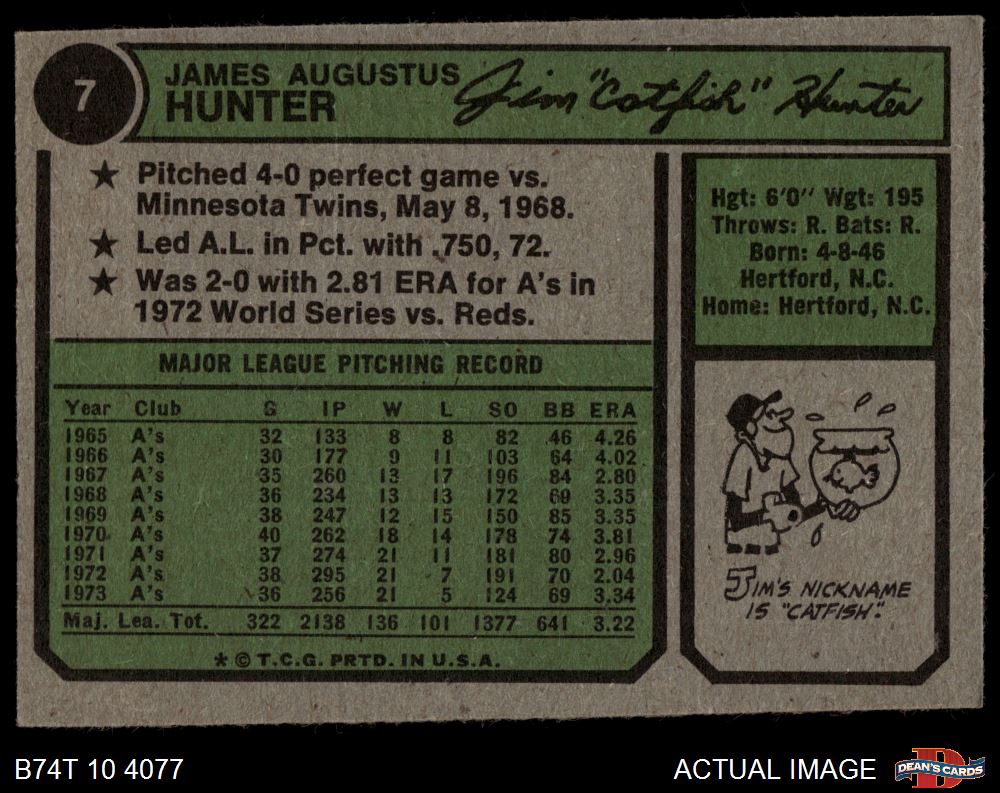 7
JAMES AUGUSTUS
HUNTER
Jim "Catfish" Hunter
★ Pitched 4-0 perfect game vs.
Minnesota Twins, May 8, 1968.
★ Led A.L. in Pct. with .750, 72.
★ Was 2-0 with 2.81 ERA for A's in
1972 World Series vs. Reds.
Hgt: 6'0" Wgt: 195
Throws: R. Bats: R.
Born: 4-8-46
Hertford, N.C.
Home: Hertford, N.C.
MAJOR LEAGUE PITCHING RECORD
Year Club G IP W L SO BB ERA
1965 A's 32 133 8 8 82 46 4.26
1966 A's 30 177 9 11 103 64 4.02
1967 A's 35 260 13 17 196 84 2.80
1968 A's 36 234 13 13 172 69 3.35
1969 A's 38 247 12 15 150 85 3.35
1970 A's 40 262 18 14 178 74 3.81
1971 A's 37 274 21 11 181 80 2.96
1972 A's 38 295 21 7 191 70 2.04
1973 A's 36 256 21 5 124 69 3.34
Maj. Lea. Tot. 322 2138 136 101 1377 641 3.22
* © T.C.G. PRTD. IN U.S.A.
JIM'S NICKNAME
IS "CATFISH".
B74T 10 4077
ACTUAL IMAGE
DEAN'S CARDS